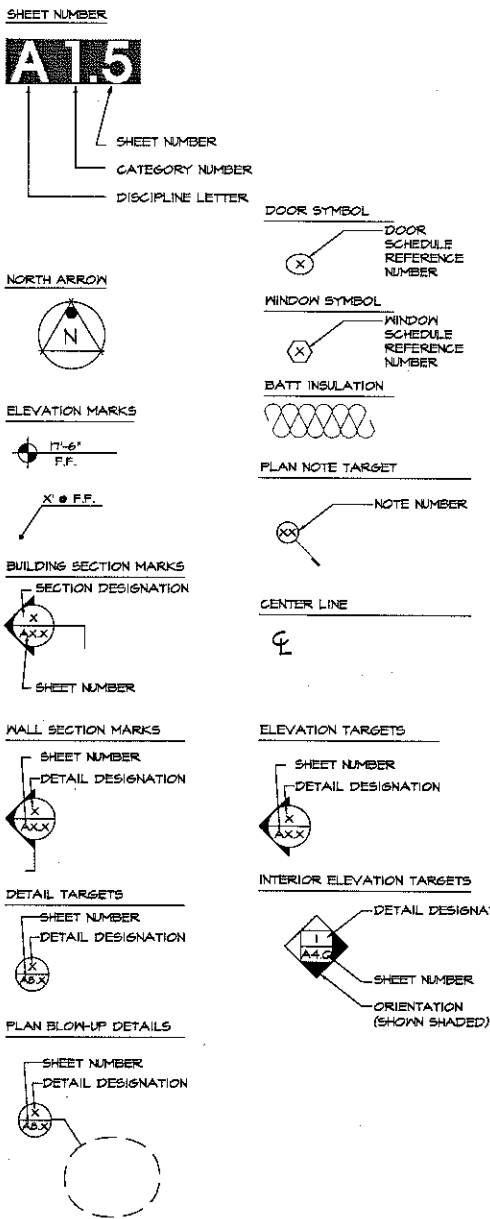 SHEET NUMBER
A1.5
SHEET NUMBER
CATEGORY NUMBER
DISCIPLINE LETTER
NORTH ARROW
N
ELEVATION MARKS
17'-6"
F.F.
X' @ F.F.
BUILDING SECTION MARKS
SECTION DESIGNATION
X
AX.X
SHEET NUMBER
WALL SECTION MARKS
SHEET NUMBER
DETAIL DESIGNATION
X
AX.X
DETAIL TARGETS
SHEET NUMBER
DETAIL DESIGNATION
X
A8.X
PLAN BLOW-UP DETAILS
SHEET NUMBER
DETAIL DESIGNATION
X
A8.X
DOOR SYMBOL
DOOR
SCHEDULE
REFERENCE
NUMBER
X
WINDOW SYMBOL
WINDOW
SCHEDULE
REFERENCE
NUMBER
X
BATT INSULATION
PLAN NOTE TARGET
NOTE NUMBER
XX
CENTER LINE
℄
ELEVATION TARGETS
SHEET NUMBER
DETAIL DESIGNATION
X
AX.X
INTERIOR ELEVATION TARGETS
DETAIL DESIGNAT
1
A4.0
SHEET NUMBER
ORIENTATION
(SHOWN SHADED)